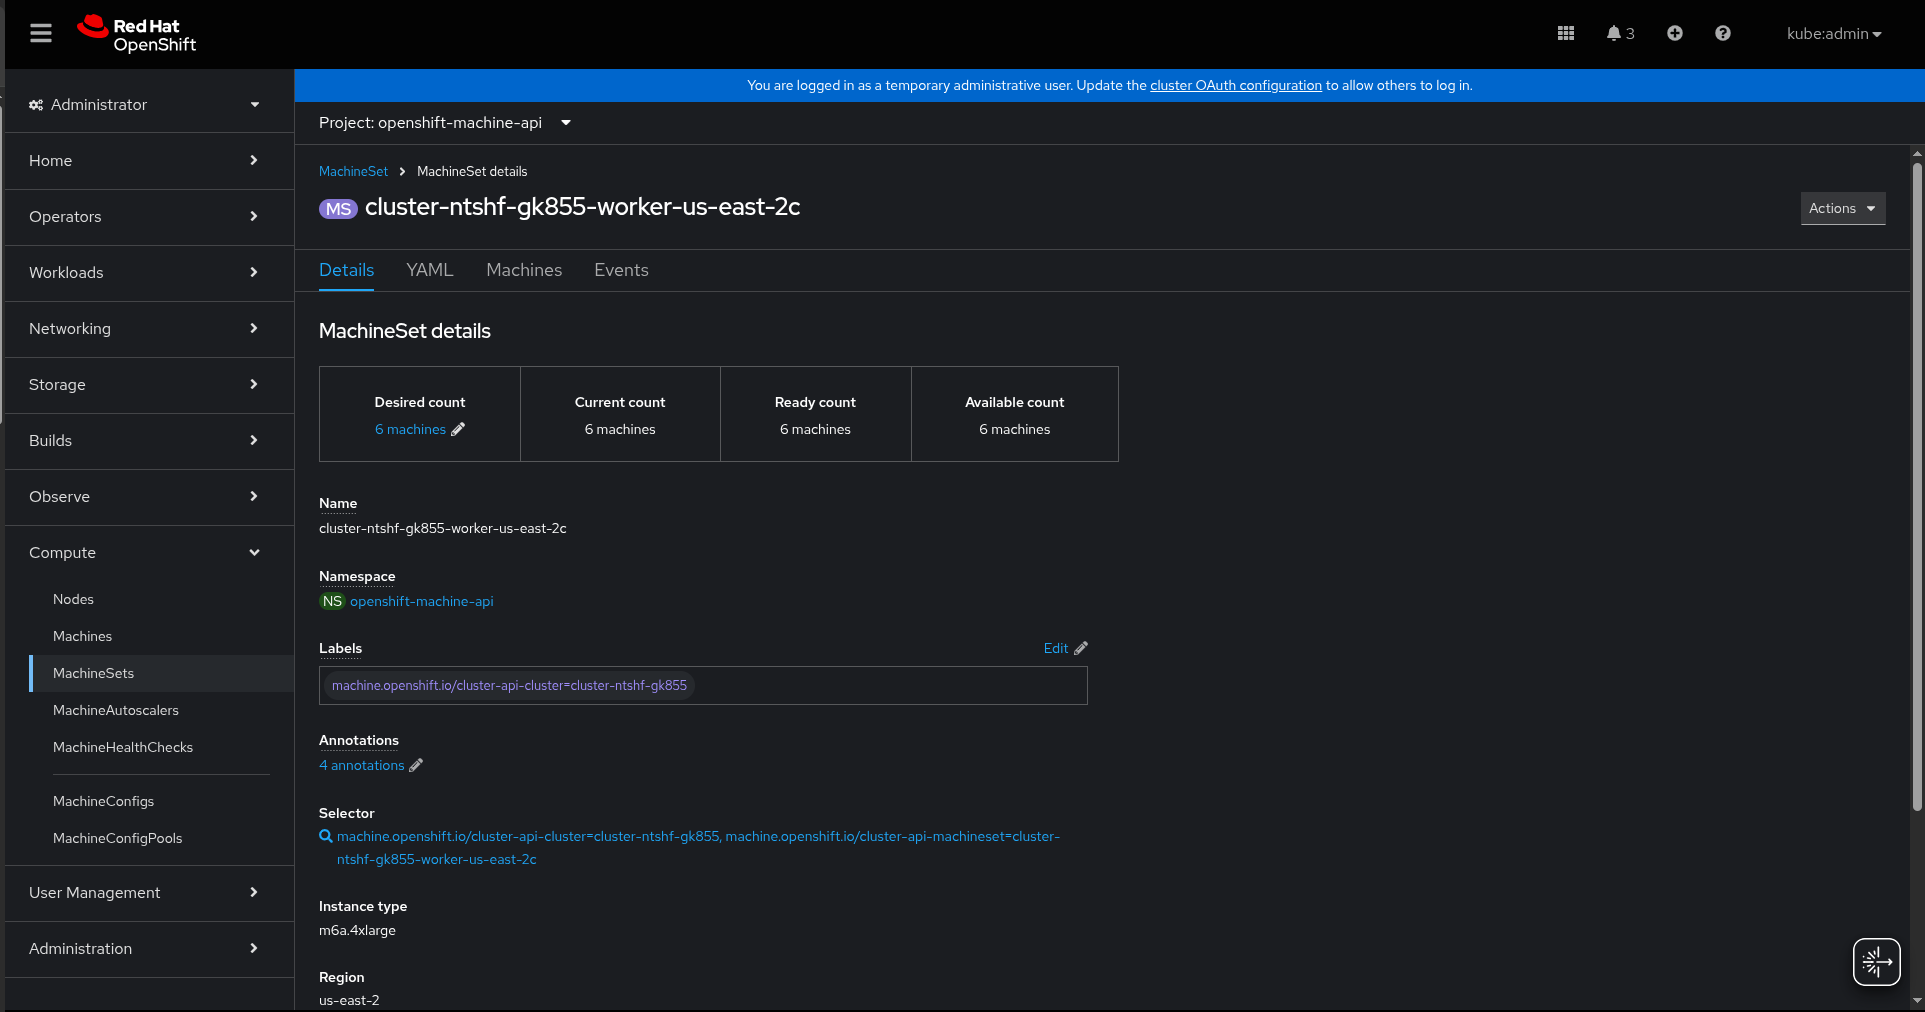 Red Hat
OpenShift
3
kube:admin
You are logged in as a temporary administrative user. Update the cluster OAuth configuration to allow others to log in.
Administrator
Home
Operators
Workloads
Networking
Storage
Builds
Observe
Compute
Nodes
Machines
MachineSets
MachineAutoscalers
MachineHealthChecks
MachineConfigs
MachineConfigPools
User Management
Administration
Project: openshift-machine-api
MachineSet > MachineSet details
MS cluster-ntshf-gk855-worker-us-east-2c
Actions
Details YAML Machines Events
MachineSet details
Desired count Current count Ready count Available count
6 machines 6 machines 6 machines 6 machines
Name
cluster-ntshf-gk855-worker-us-east-2c
Namespace
NS openshift-machine-api
Labels Edit
machine.openshift.io/cluster-api-cluster=cluster-ntshf-gk855
Annotations
4 annotations
Selector
machine.openshift.io/cluster-api-cluster=cluster-ntshf-gk855, machine.openshift.io/cluster-api-machineset=cluster-
ntshf-gk855-worker-us-east-2c
Instance type
m6a.4xlarge
Region
us-east-2